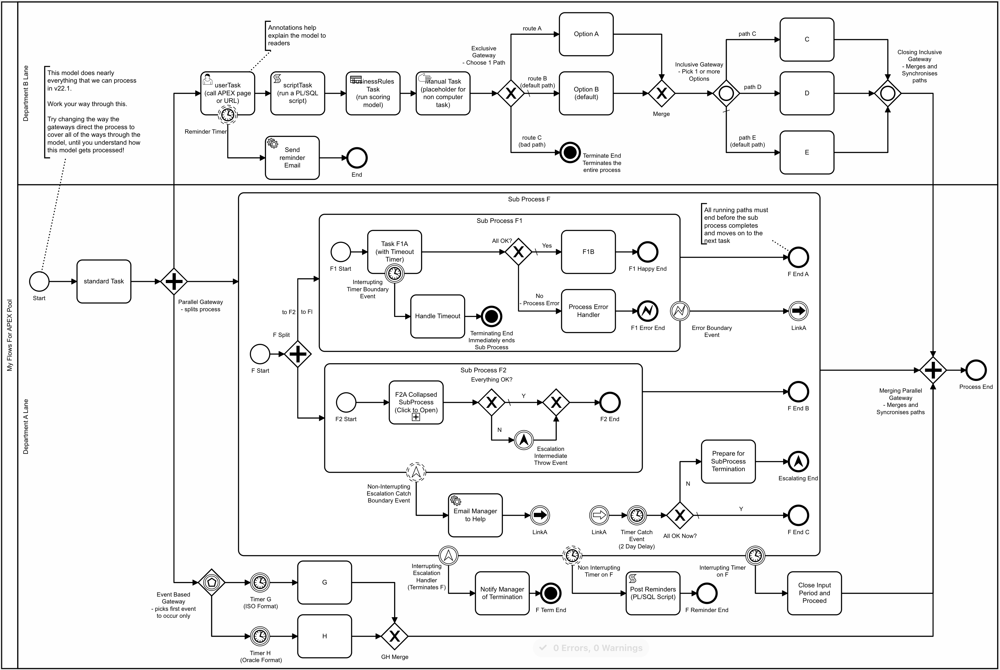 My Flows For APEX Pool
Department B Lane
This model does nearly
everything that we can process
in v22.1.
Work your way through this.
Try changing the way the
gateways direct the process to
cover all of the ways through the
model, until you understand how
this model gets processed!
Annotations help
explain the model to
readers
userTask
(call APEX page
or URL)
Reminder Timer
scriptTask
(run a PL/SQL
script)
businessRules
Task
(run scoring
model)
Manual Task
(placeholder for
non computer
task)
Send
reminder
Email
End
Exclusive
Gateway
- Choose 1 Path
route A
Option A
route B
(default path)
Option B
(default)
route C
(bad path)
Terminate End
Terminates the
entire process
Merge
Inclusive Gateway
- Pick 1 or more
Options
path C
C
path D
D
path E
(default path)
E
Closing Inclusive
Gateway
- Merges and
Synchronises
paths
Department A Lane
Start
standard Task
Parallel Gateway
- splits process
Sub Process F
F Start
F Split
to F2
to FI
Sub Process F1
F1 Start
Task F1A
(with Timeout
Timer)
Interrupting
Timer Boundary
Event
Handle Timeout
Terminating End
Immediately ends
Sub Process
All OK?
Yes
F1B
F1 Happy End
No
- Process Error
Process Error
Handler
F1 Error End
Error Boundary
Event
LinkA
All running paths must
end before the sub
process completes
and moves on to the
next task
F End A
Sub Process F2
F2 Start
F2A Collapsed
SubProcess
(Click to Open)
Everything OK?
Y
N
Escalation
Intermediate
Throw Event
F2 End
F End B
Non-Interrupting
Escalation Catch
Boundary Event
Email Manager
to Help
LinkA
LinkA
Timer Catch
Event
(2 Day Delay)
All OK Now?
N
Prepare for
SubProcess
Termination
Escalating End
Y
F End C
Merging Parallel
Gateway
- Merges and
Syncronises paths
Process End
Interrupting
Escalation
Handler
(Terminates F)
Notify Manager
of Termination
F Term End
Non Interrupting
Timer on F
Post Reminders
(PL/SQL Script)
F Reminder End
Interrupting Timer
on F
Close Input
Period and
Proceed
Event Based
Gateway
- picks first event
to occur only
Timer G
(ISO Format)
G
Timer H
(Oracle Format)
H
GH Merge
0 Errors, 0 Warnings